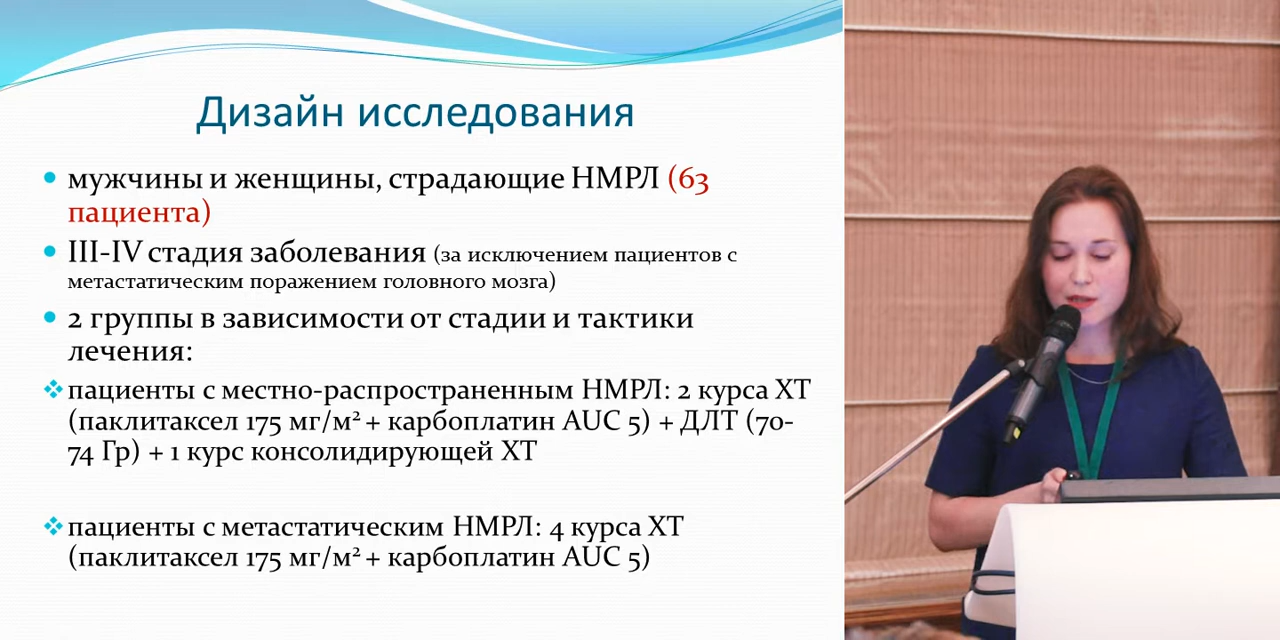 Дизайн исследования
мужчины и женщины, страдающие НМРЛ (63
пациента)
III-IV стадия заболевания (за исключением пациентов с
метастатическим поражением головного мозга)
2 группы в зависимости от стадии и тактики
лечения:
пациенты с местно-распространенным НМРЛ: 2 курса ХТ
(паклитаксел 175 мг/м² + карбоплатин AUC 5) + ДЛТ (70-
74 Гр) + 1 курс консолидирующей ХТ
пациенты с метастатическим НМРЛ: 4 курса ХТ
(паклитаксел 175 мг/м² + карбоплатин AUC 5)